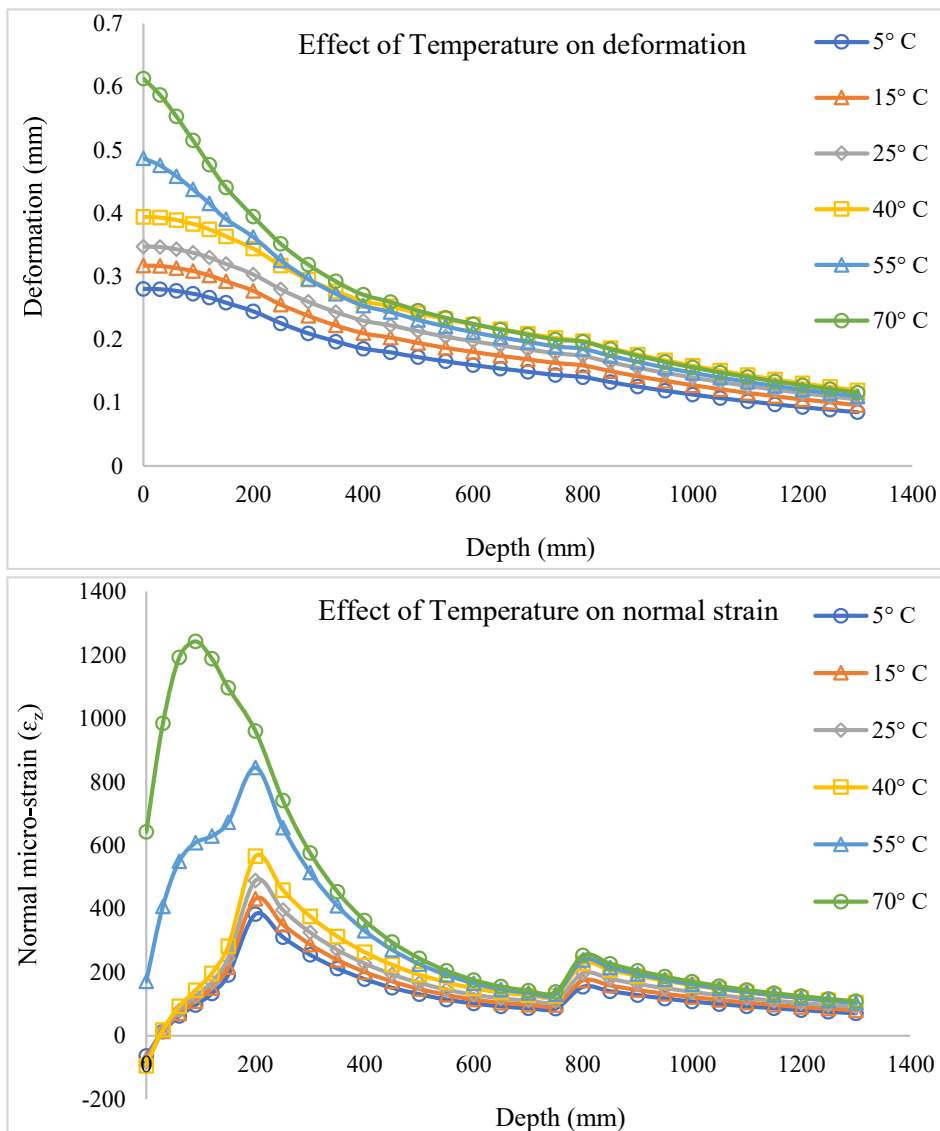 Effect of Temperature on deformation
Deformation (mm)
0.7
0.6
0.5
0.4
0.3
0.2
0.1
0
0 200 400 600 800 1000 1200 1400
Depth (mm)
5° C
15° C
25° C
40° C
55° C
70° C
Effect of Temperature on normal strain
Normal micro-strain (εz)
1400
1200
1000
800
600
400
200
0
-200
0 200 400 600 800 1000 1200 1400
Depth (mm)
5° C
15° C
25° C
40° C
55° C
70° C